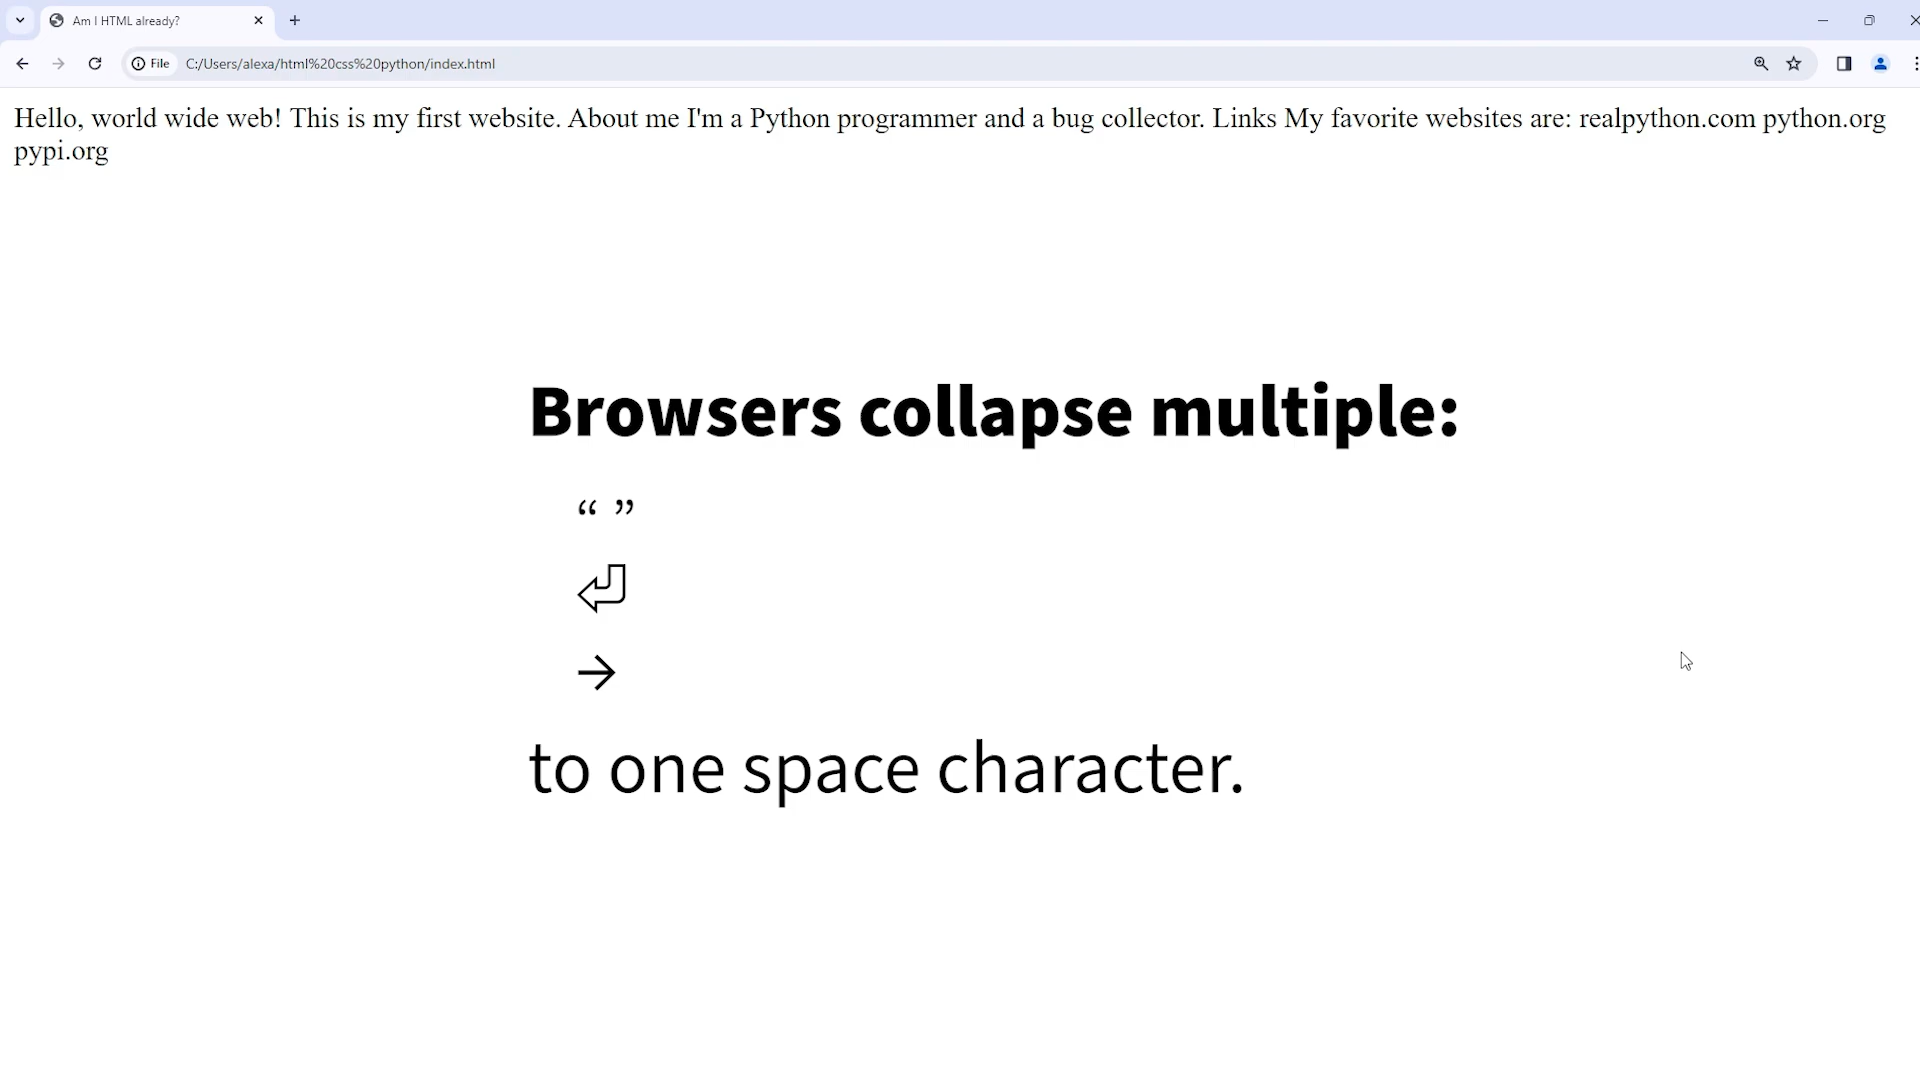 Am I HTML already?
File C:/Users/alexa/html%20css%20python/index.html
Hello, world wide web! This is my first website. About me I'm a Python programmer and a bug collector. Links My favorite websites are: realpython.com python.org
pypi.org
Browsers collapse multiple:
“ ”
⏎
→
to one space character.